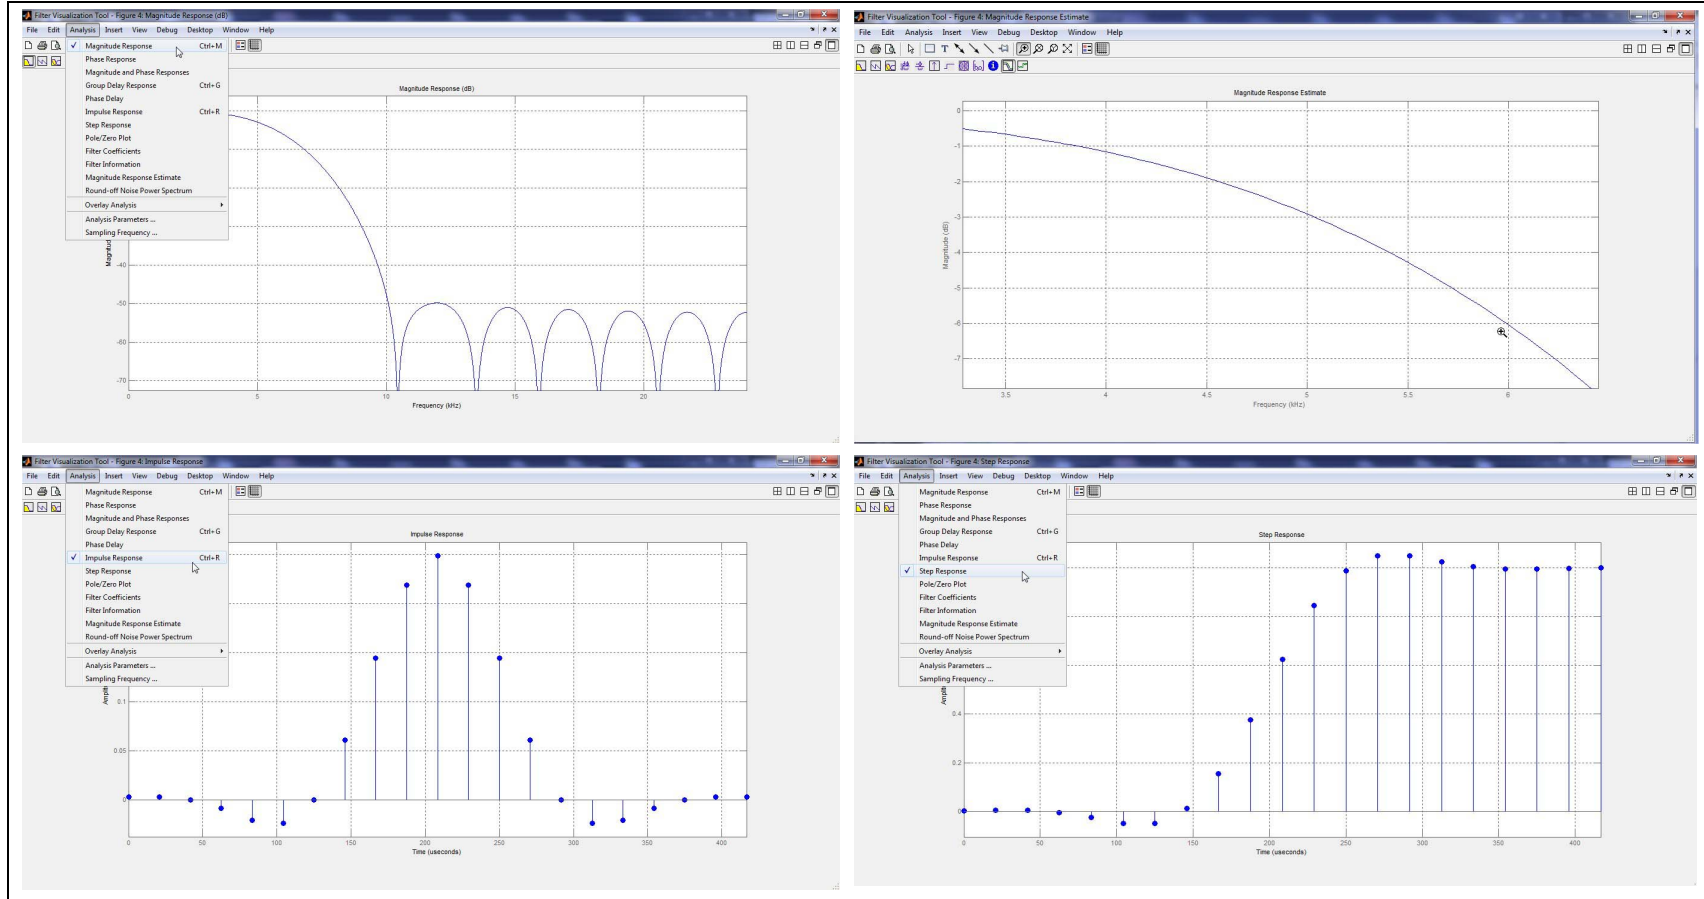 Filter Visualization Tool - Figure 4: Magnitude Response (dB)
File Edit Analysis Insert View Debug Desktop Window Help
Magnitude Response Ctrl+M
Phase Response
Magnitude and Phase Responses
Group Delay Response Ctrl+G
Phase Delay
Impulse Response Ctrl+R
Step Response
Pole/Zero Plot
Filter Coefficients
Filter Information
Magnitude Response Estimate
Round-off Noise Power Spectrum
Overlay Analysis
Analysis Parameters ...
Sampling Frequency ...
Magnitude Response (dB)
-40
-50
-60
-70
0 5 10 15 20
Frequency (kHz)
Filter Visualization Tool - Figure 4: Magnitude Response Estimate
File Edit Analysis Insert View Debug Desktop Window Help
Magnitude Response Estimate
Magnitude (dB)
0
-1
-2
-3
-4
-5
-6
-7
3.5 4 4.5 5 5.5 6
Frequency (kHz)
Filter Visualization Tool - Figure 4: Impulse Response
File Edit Analysis Insert View Debug Desktop Window Help
Magnitude Response Ctrl+M
Phase Response
Magnitude and Phase Responses
Group Delay Response Ctrl+G
Phase Delay
Impulse Response Ctrl+R
Step Response
Pole/Zero Plot
Filter Coefficients
Filter Information
Magnitude Response Estimate
Round-off Noise Power Spectrum
Overlay Analysis
Analysis Parameters ...
Sampling Frequency ...
Impulse Response
0.1
0.05
0
0 50 100 150 200 250 300 350 400
Time (useconds)
Filter Visualization Tool - Figure 4: Step Response
File Edit Analysis Insert View Debug Desktop Window Help
Magnitude Response Ctrl+M
Phase Response
Magnitude and Phase Responses
Group Delay Response Ctrl+G
Phase Delay
Impulse Response Ctrl+R
Step Response
Pole/Zero Plot
Filter Coefficients
Filter Information
Magnitude Response Estimate
Round-off Noise Power Spectrum
Overlay Analysis
Analysis Parameters ...
Sampling Frequency ...
Step Response
0.4
0.2
0
0 50 100 150 200 250 300 350 400
Time (useconds)